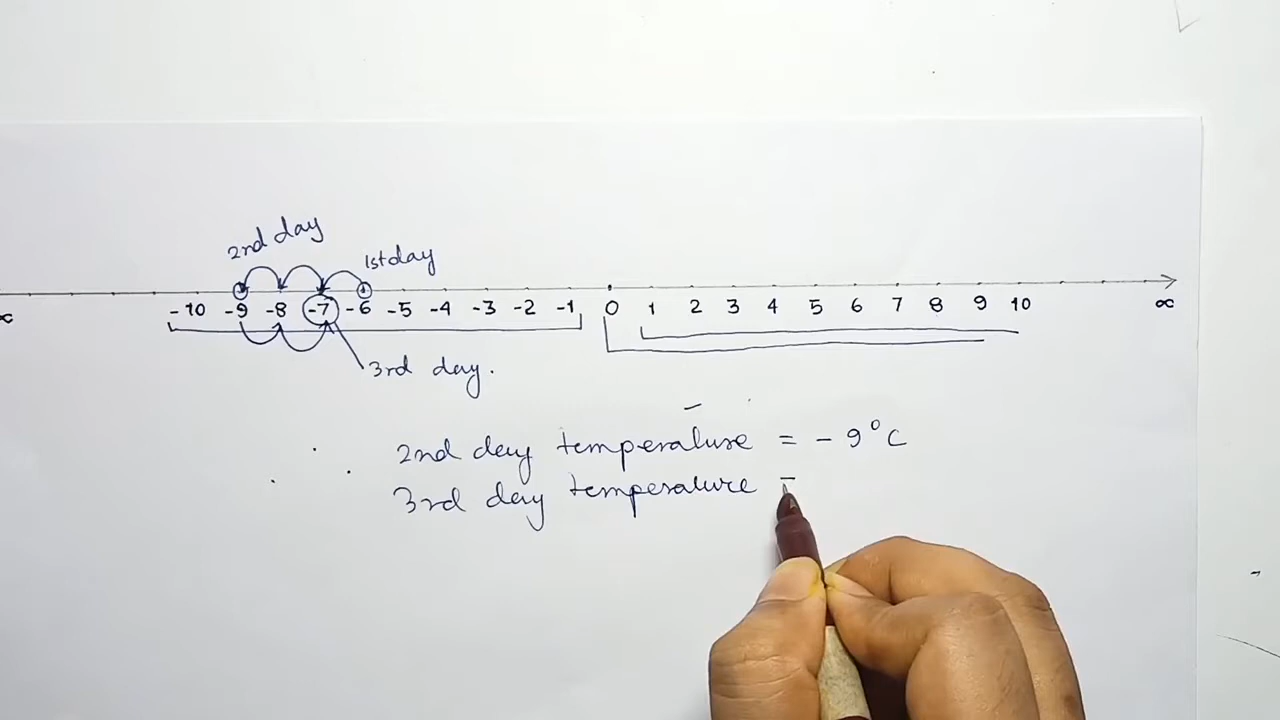 2nd day
1st day
∞ -10 -9 -8 -7 -6 -5 -4 -3 -2 -1 0 1 2 3 4 5 6 7 8 9 10 ∞
3rd day.
2nd day temperature = - 9°C
3rd day temperature =